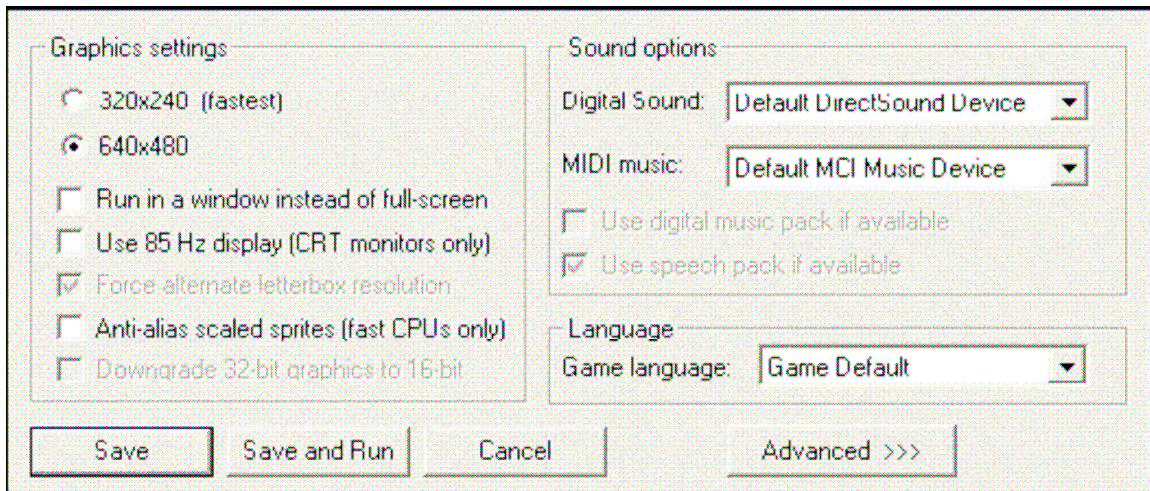 Graphics settings
320x240 (fastest)
640x480
Run in a window instead of full-screen
Use 85 Hz display (CRT monitors only)
Force alternate letterbox resolution
Anti-alias scaled sprites (fast CPUs only)
Downgrade 32-bit graphics to 16-bit
Sound options
Digital Sound: Default DirectSound Device
MIDI music: Default MCI Music Device
Use digital music pack if available
Use speech pack if available
Language
Game language: Game Default
Save Save and Run Cancel Advanced >>>